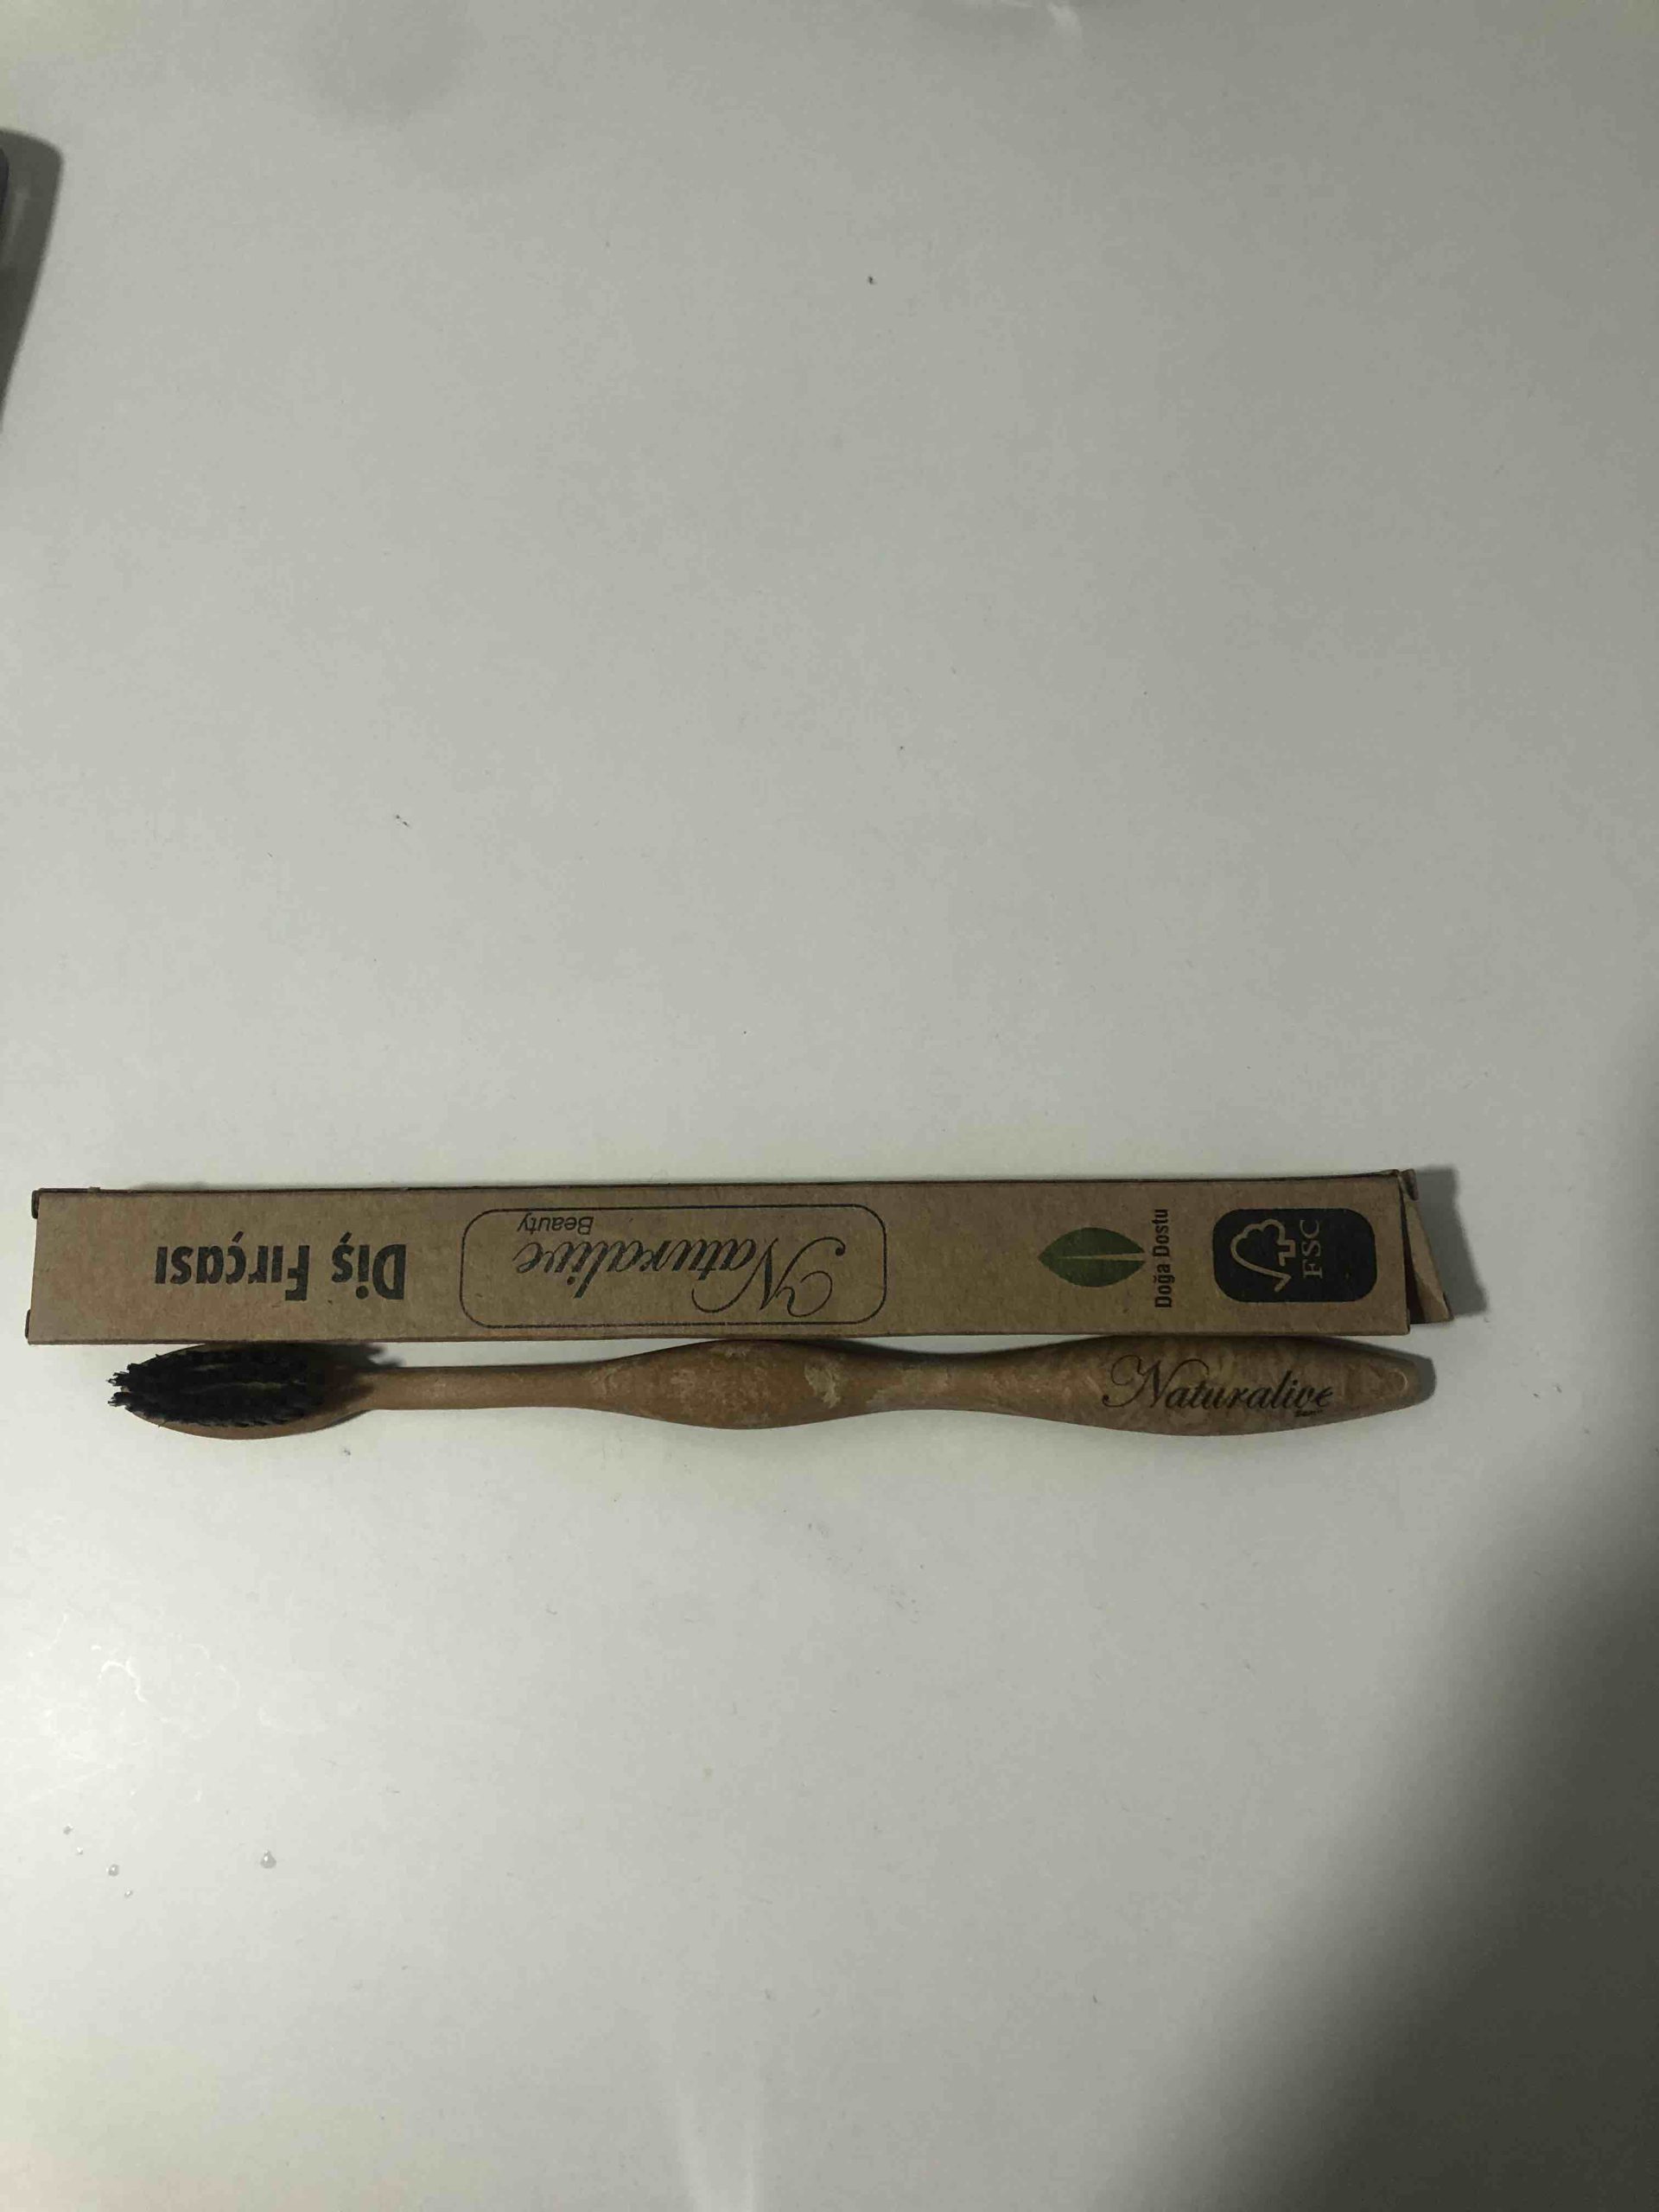 Diş Fırçası
Naturalive
Beauty
Doğa Dostu
FSC
Naturalive